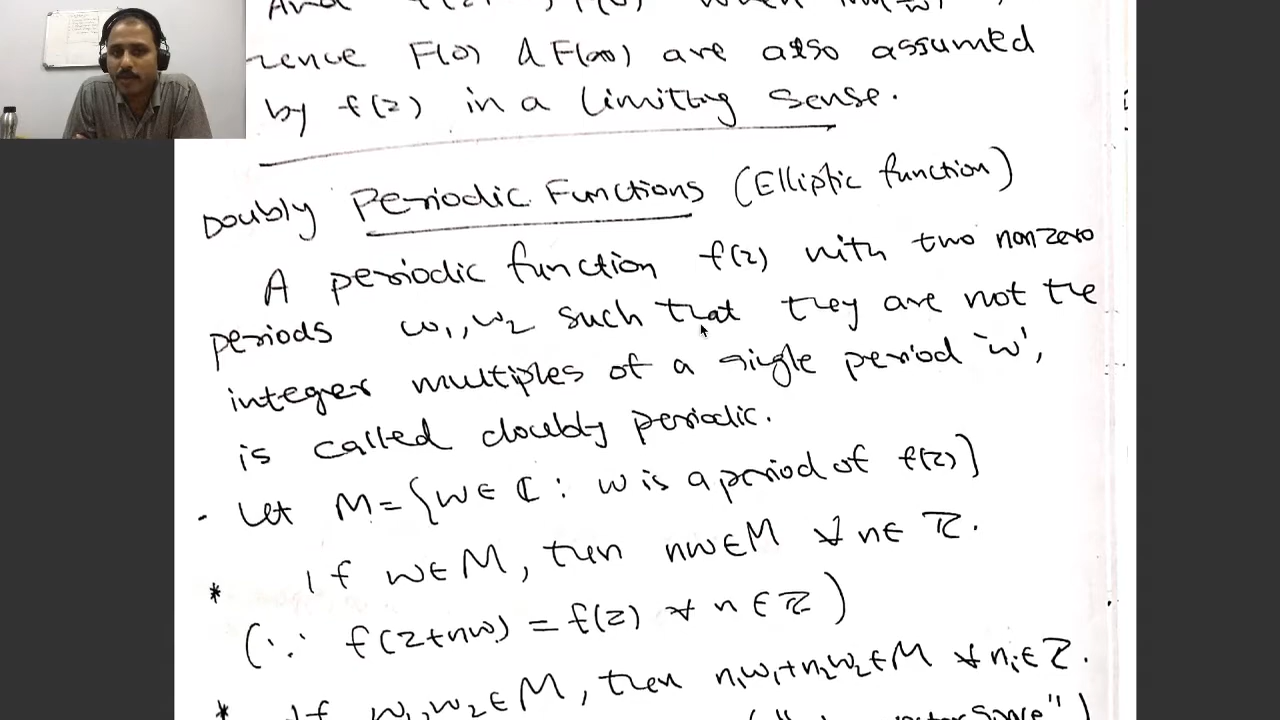 And
hence F(0) & F(∞) are also assumed
by f(z) in a limiting sense.
Doubly Periodic Functions (Elliptic function)
A periodic function f(z) with two nonzero
periods ω₁, ω₂ such that they are not the
integer multiples of a single period 'ω',
is called doubly periodic.
. Let M = {ω ∈ ℂ : ω is a period of f(z)}
* If ω ∈ M, then nω ∈ M ∀ n ∈ ℤ.
(∵ f(z+nω) = f(z) ∀ n ∈ ℤ)
* If ω₁, ω₂ ∈ M, then n₁ω₁+n₂ω₂ ∈ M ∀ nᵢ ∈ ℤ.